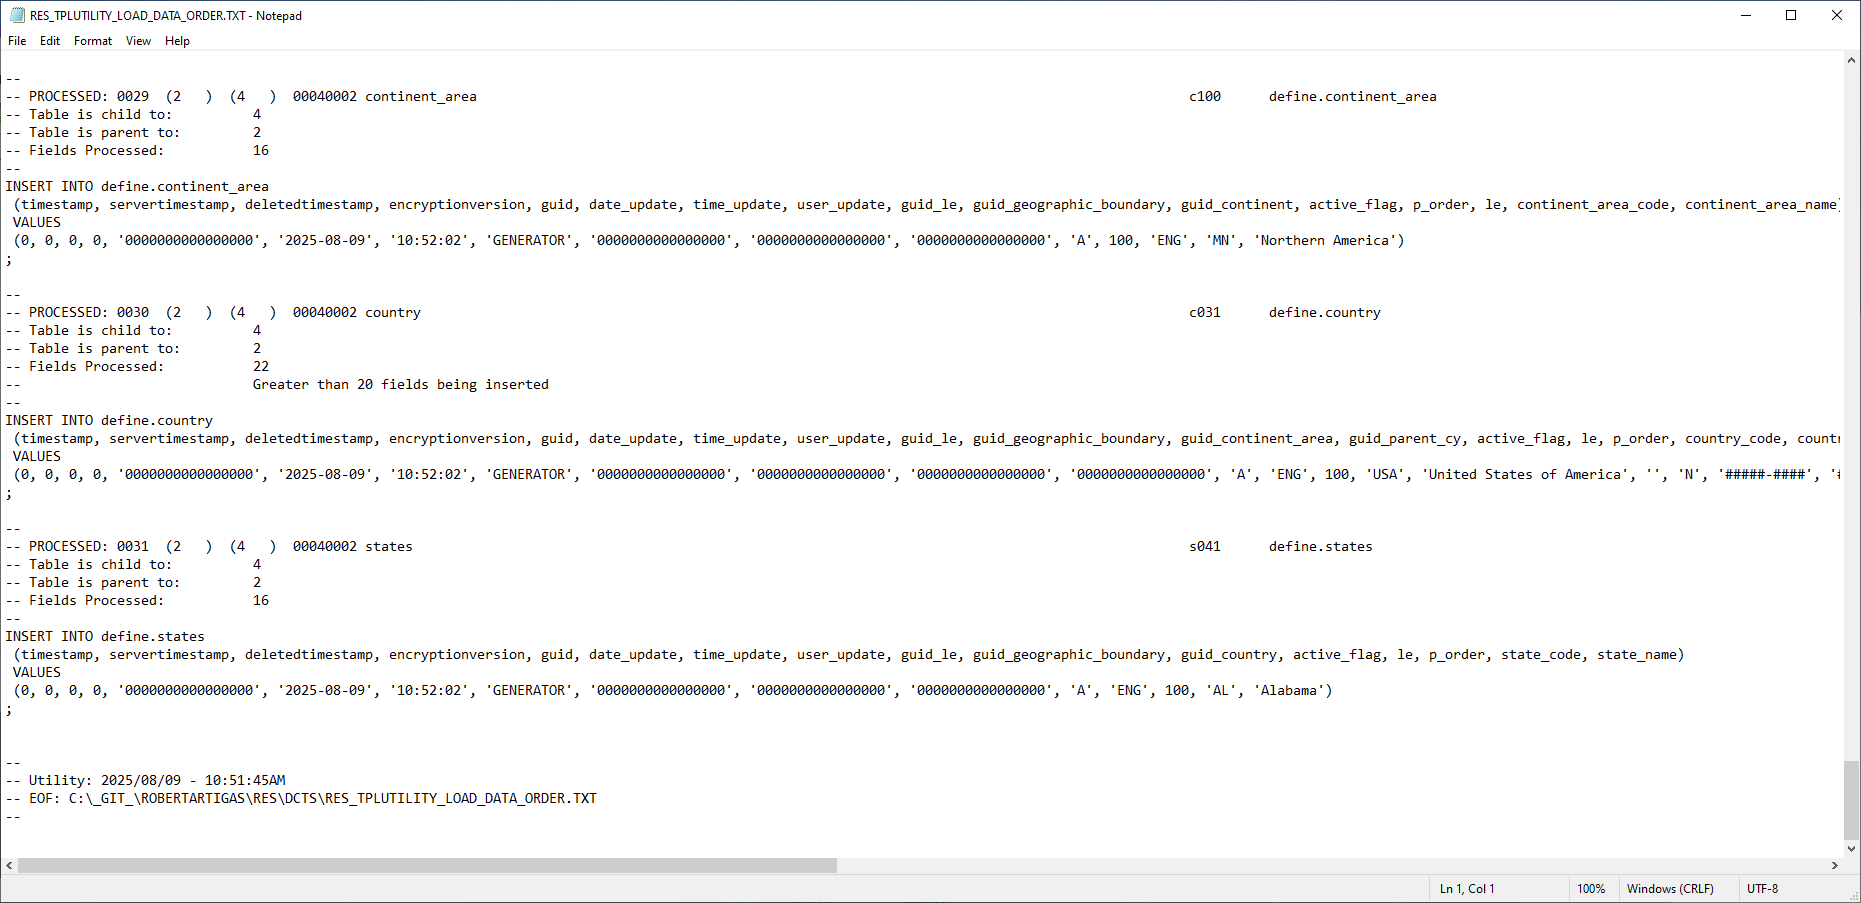 RES_TPLUTILITY_LOAD_DATA_ORDER.TXT - Notepad
File Edit Format View Help
--
-- PROCESSED: 0029  (2   )  (4   )  00040002 continent_area c100 define.continent_area
-- Table is child to: 4
-- Table is parent to: 2
-- Fields Processed: 16
--
INSERT INTO define.continent_area
(timestamp, servertimestamp, deletedtimestamp, encryptionversion, guid, date_update, time_update, user_update, guid_le, guid_geographic_boundary, guid_continent, active_flag, p_order, le, continent_area_code, continent_area_name)
VALUES
(0, 0, 0, 0, '0000000000000000', '2025-08-09', '10:52:02', 'GENERATOR', '0000000000000000', '0000000000000000', '0000000000000000', 'A', 100, 'ENG', 'MN', 'Northern America')
;
--
-- PROCESSED: 0030  (2   )  (4   )  00040002 country c031 define.country
-- Table is child to: 4
-- Table is parent to: 2
-- Fields Processed: 22
-- Greater than 20 fields being inserted
--
INSERT INTO define.country
(timestamp, servertimestamp, deletedtimestamp, encryptionversion, guid, date_update, time_update, user_update, guid_le, guid_geographic_boundary, guid_continent_area, guid_parent_cy, active_flag, le, p_order, country_code,
VALUES
(0, 0, 0, 0, '0000000000000000', '2025-08-09', '10:52:02', 'GENERATOR', '0000000000000000', '0000000000000000', '0000000000000000', '0000000000000000', 'A', 'ENG', 100, 'USA', 'United States of America', '', 'N', '#####-####',
;
--
-- PROCESSED: 0031  (2   )  (4   )  00040002 states s041 define.states
-- Table is child to: 4
-- Table is parent to: 2
-- Fields Processed: 16
--
INSERT INTO define.states
(timestamp, servertimestamp, deletedtimestamp, encryptionversion, guid, date_update, time_update, user_update, guid_le, guid_geographic_boundary, guid_country, active_flag, le, p_order, state_code, state_name)
VALUES
(0, 0, 0, 0, '0000000000000000', '2025-08-09', '10:52:02', 'GENERATOR', '0000000000000000', '0000000000000000', '0000000000000000', 'A', 'ENG', 100, 'AL', 'Alabama')
;
--
-- Utility: 2025/08/09 - 10:51:45AM
-- EOF: C:\_GIT_\ROBERTARTIGAS\RES\DCTS\RES_TPLUTILITY_LOAD_DATA_ORDER.TXT
--
Ln 1, Col 1 100% Windows (CRLF) UTF-8